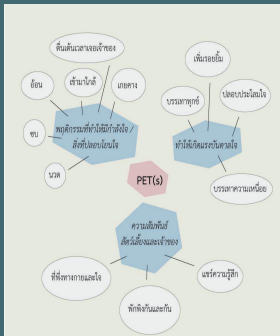 ตื่นเต้นเวลาเจอเจ้าของ
อ้อน
เข้ามาใกล้
เกยคาง
ซบ
นวด
พฤติกรรมที่ทำให้มีกำลังใจ/
สิ่งที่ปลอบโยนใจ
เพิ่มรอยยิ้ม
บรรเทาทุกข์
ปลอบประโลมใจ
ทำให้เกิดแรงบันดาลใจ
บรรเทาความเหนื่อย
PET(s)
ความสัมพันธ์
สัตว์เลี้ยงและเจ้าของ
ที่พึ่งทางกายและใจ
พักพิงกันและกัน
แชร์ความรู้สึก